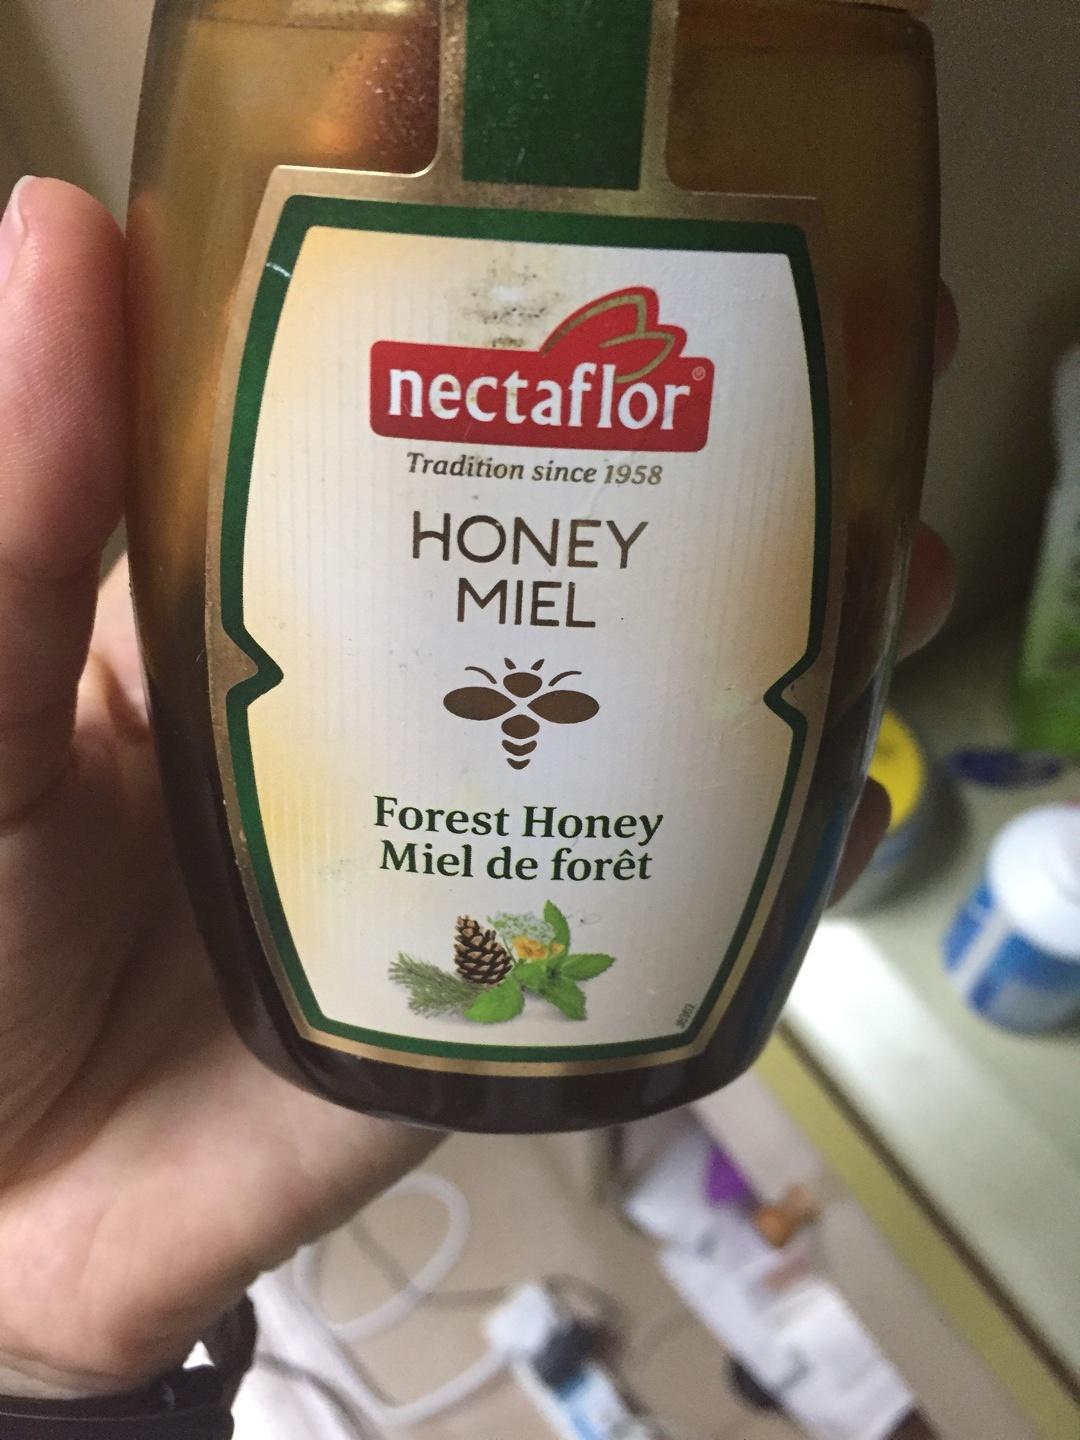 nectaflor®
Tradition since 1958
HONEY
MIEL
Forest Honey
Miel de forêt